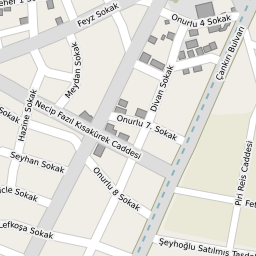 Feyz Sokak
Onurlu 4 Sokak
Meydan Sokak
Divan Sokak
Çankırı Bulvarı
Hazine Sokak
Necip Fazıl Kısakürek Caddesi
Onurlu 7. Sokak
Seyhan Sokak
Piri Reis Caddesi
Onurlu 8 Sokak
Sokak
Lefkoşa Sokak
Şeyhoğlu Satılmış